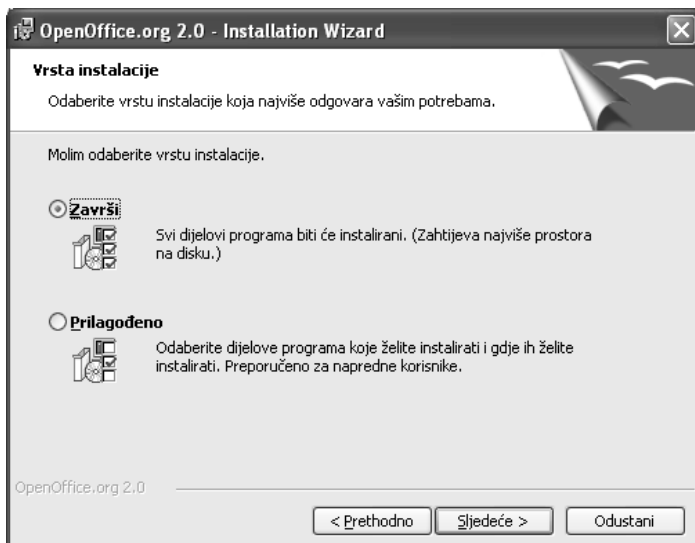 OpenOffice.org 2.0 - Installation Wizard
Vrsta instalacije
Odaberite vrstu instalacije koja najviše odgovara vašim potrebama.
Molim odaberite vrstu instalacije.
Završi
Svi dijelovi programa biti će instalirani. (Zahtijeva najviše prostora
na disku.)
Prilagođeno
Odaberite dijelove programa koje želite instalirati i gdje ih želite
instalirati. Preporučeno za napredne korisnike.
OpenOffice.org 2.0
< Prethodno
Sljedeće >
Odustani